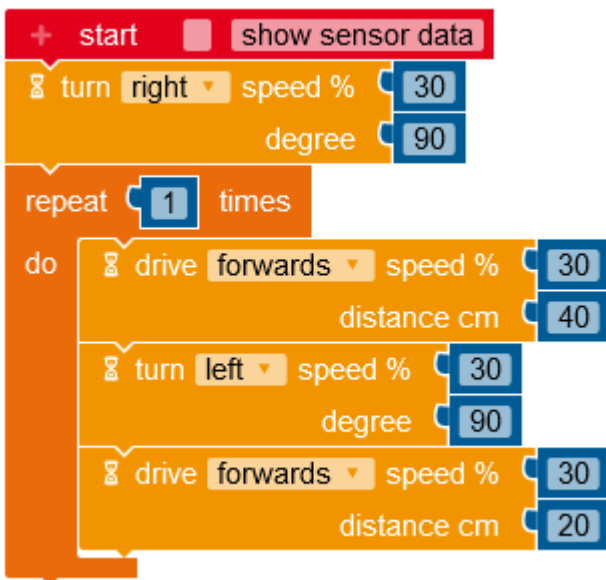 + start show sensor data
turn right speed % 30
degree 90
repeat 1 times
do drive forwards speed % 30
distance cm 40
turn left speed % 30
degree 90
drive forwards speed % 30
distance cm 20